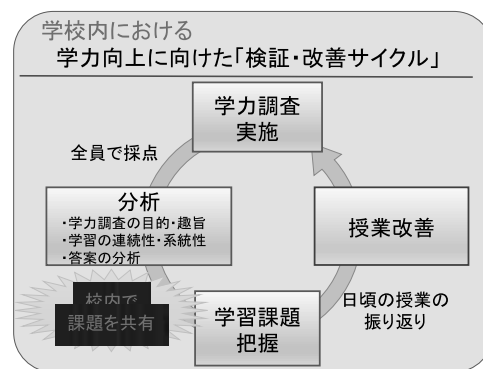 学校内における
学力向上に向けた「検証・改善サイクル」
学力調査
実施
全員で採点
分析
・学力調査の目的・趣旨
・学習の連続性・系統性
・答案の分析
授業改善
校内で
課題を共有
学習課題
把握
日頃の授業の
振り返り